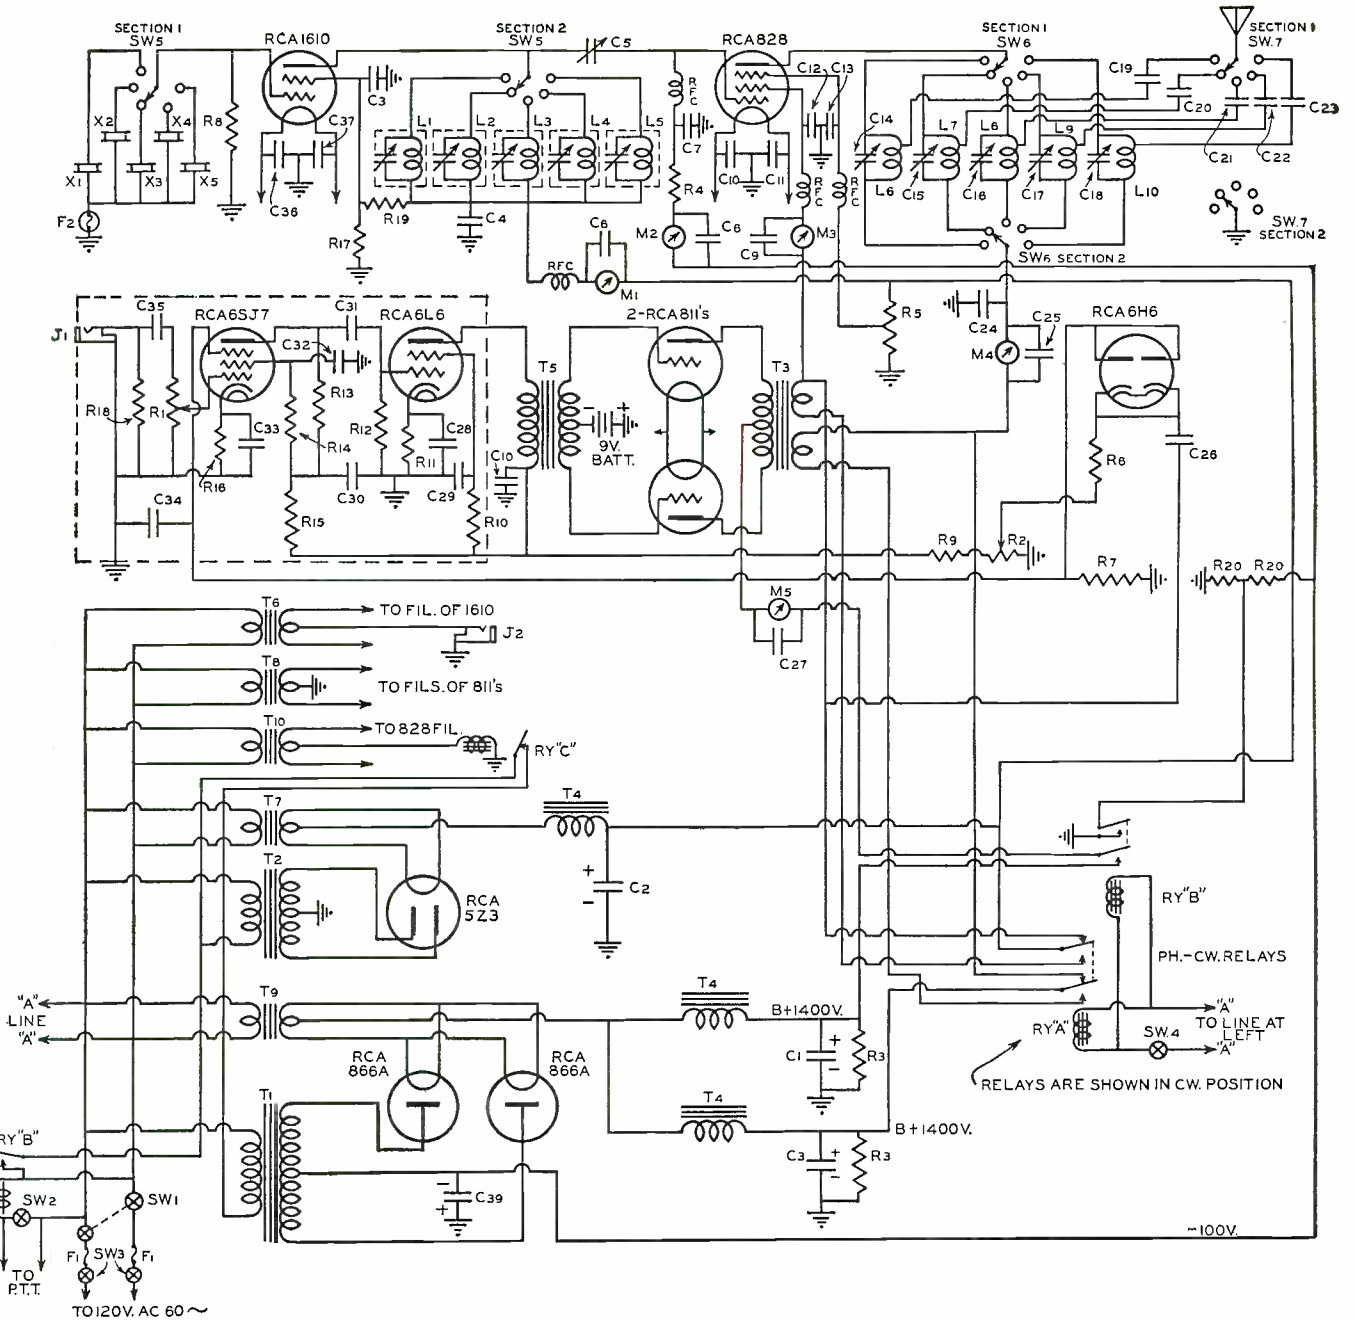 SECTION 1
SW5
RCA1610
SECTION 2
SW5
C5
RCA828
SECTION 1
SW6
SECTION 1
SW.7
C3
RFC
C12
C13
C19
C20
C23
X2
X4
R8
C37
L1
L2
L3
L4
L5
C7
C14
L7
L8
L9
C21
C22
X1
X3
X5
C36
C10
C11
R4
RFC
RFC
L6
C15
C16
C17
C18
L10
F2
R17
R19
C4
C6
M2
C8
C9
M3
SW6 SECTION 2
SW.7
SECTION 2
RFC
M1
J1
C35
RCA6SJ7
C31
RCA6L6
2-RCA811's
R5
C24
C25
RCA6H6
C32
M4
T5
T3
R18
R1
R13
C33
R14
R12
C28
- +
9V.
BATT.
R11
C10
R6
C26
R16
C34
C30
C29
R15
R10
R9
R2
R7
R20
R20
T6
TO FIL. OF 1610
J2
M5
C27
T8
TO FILS. OF 811's
T10
TO 828 FIL.
RY"C"
T7
T4
T2
+
C2
-
RCA
5Z3
RY"B"
PH.-CW. RELAYS
"A"
LINE
"A"
T9
T4
B+1400V.
RY"A"
"A"
TO LINE AT
LEFT
SW.4
"A"
RCA
866A
RCA
866A
C1
+
-
R3
RELAYS ARE SHOWN IN CW. POSITION
T1
T4
B+1400V.
RY"B"
C3
+
-
R3
SW2
SW1
-
C39
+
-100V.
F1
SW3
F1
TO
P.T.T.
TO 120V. AC 60~